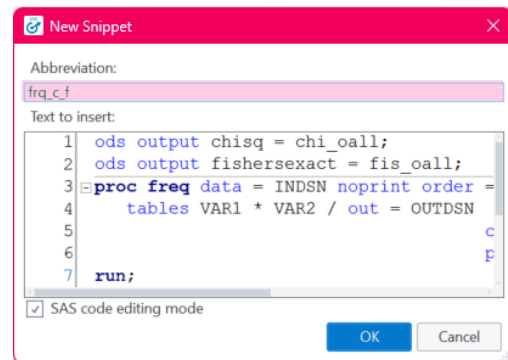 New Snippet
Abbreviation:
frq_c_f
Text to insert:
1 ods output chisq = chi_oall;
2 ods output fishersexact = fis_oall;
3 proc freq data = INDSN noprint order =
4 tables VAR1 * VAR2 / out = OUTDSN
5 c
6 p
7 run;
SAS code editing mode
OK Cancel